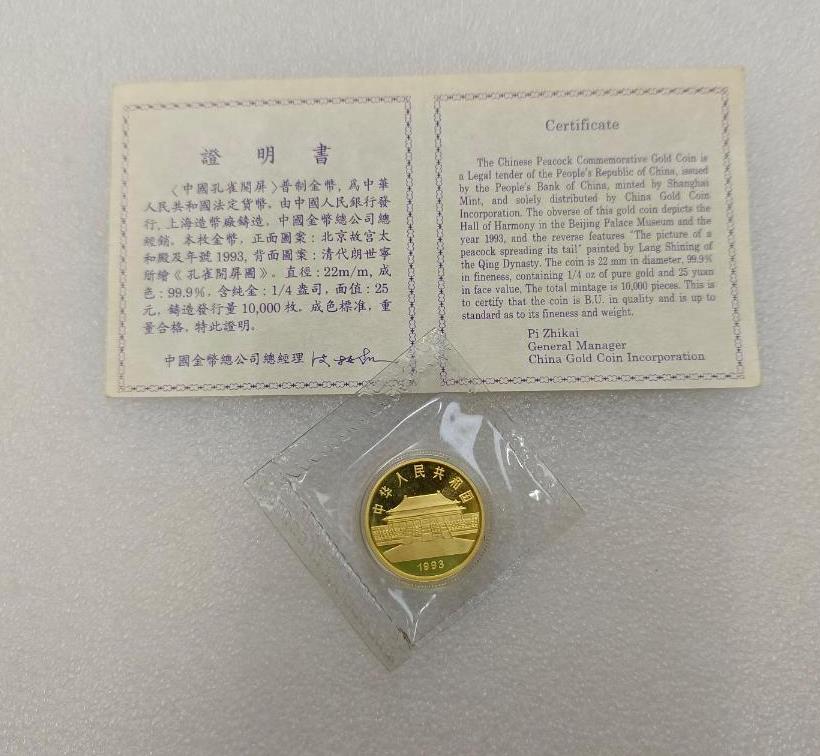 證明書
《中國孔雀開屏》普制金幣，爲中華
人民共和國法定貨幣。由中國人民銀行發
行，上海造幣廠鑄造，中國金幣總公司總
經銷。本枚金幣，正面圖案：北京故宫太
和殿及年號1993，背面圖案：清代朗世寧
所繪《孔雀開屏圖》。直徑：22m/m，成
色：99.9%，含純金：1/4盎司，面值：25
元，鑄造發行量10,000枚。成色標准，重
量合格，特此證明。
中國金幣總公司總經理
Certificate
The Chinese Peacock Commemorative Gold Coin is
a Legal tender of the People's Republic of China, issued
by the People's Bank of China, minted by Shanghai
Mint, and solely distributed by China Gold Coin
Incorporation. The obverse of this gold coin depicts the
Hall of Harmony in the Beijing Palace Museum and the
year 1993, and the reverse features "The picture of a
peacock spreading its tail" painted by Lang Shining of
the Qing Dynasty. The coin is 22 mm in diameter, 99.9%
in fineness, containing 1/4 oz of pure gold and 25 yuan
in face value. The total mintage is 10,000 pieces. This is
to certify that the coin is B.U. in quality and is up to
standard as to its fineness and weight.
Pi Zhikai
General Manager
China Gold Coin Incorporation
中华人民共和国
1993